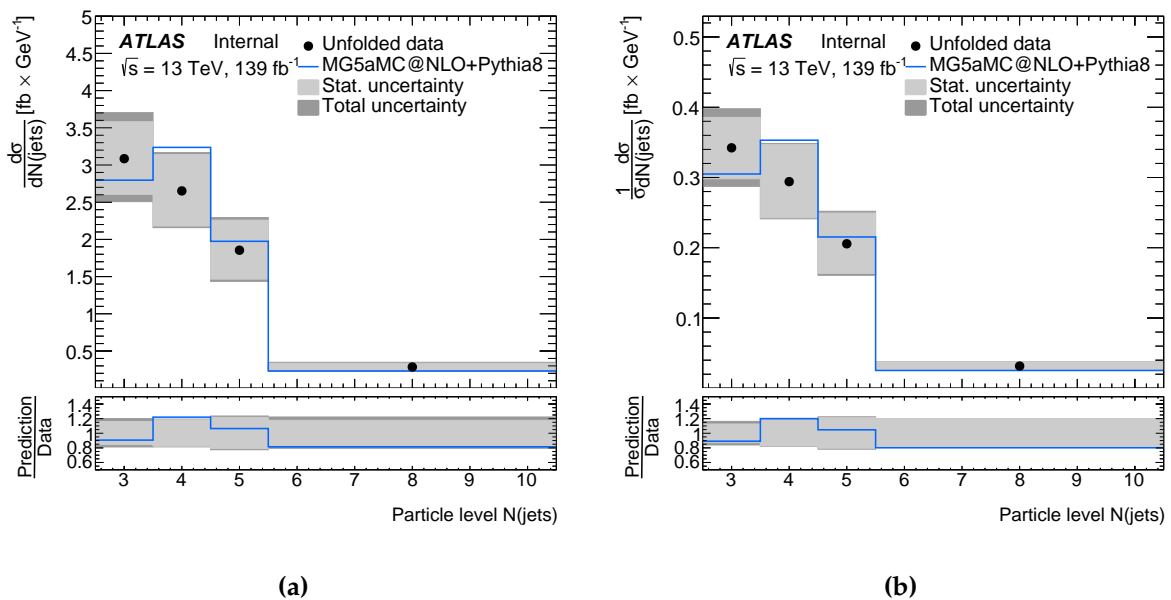 dσ
dN(jets) [fb × GeV⁻¹]
5
4.5
4
3.5
3
2.5
2
1.5
1
0.5
ATLAS Internal
√s = 13 TeV, 139 fb⁻¹
Unfolded data
MG5aMC@NLO+Pythia8
Stat. uncertainty
Total uncertainty
Prediction
Data
1.4
1.2
1
0.8
0.6
3 4 5 6 7 8 9 10
Particle level N(jets)
(a)
1 dσ
σ dN(jets) [fb × GeV⁻¹]
0.5
0.4
0.3
0.2
0.1
ATLAS Internal
√s = 13 TeV, 139 fb⁻¹
Unfolded data
MG5aMC@NLO+Pythia8
Stat. uncertainty
Total uncertainty
Prediction
Data
1.4
1.2
1
0.8
0.6
3 4 5 6 7 8 9 10
Particle level N(jets)
(b)